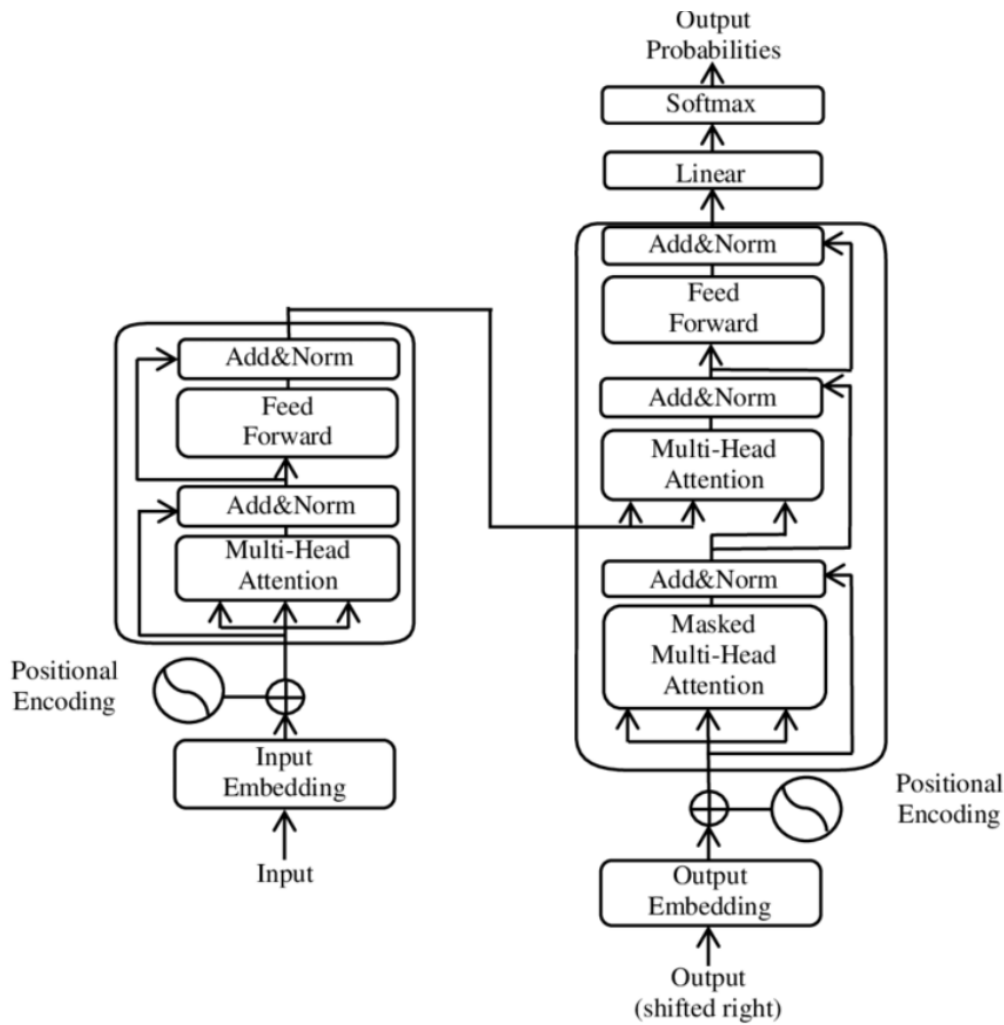 Output
Probabilities
Softmax
Linear
Add&Norm
Feed
Forward
Add&Norm
Multi-Head
Attention
Add&Norm
Masked
Multi-Head
Attention
Positional
Encoding
Output
Embedding
Output
(shifted right)
Add&Norm
Feed
Forward
Add&Norm
Multi-Head
Attention
Positional
Encoding
Input
Embedding
Input